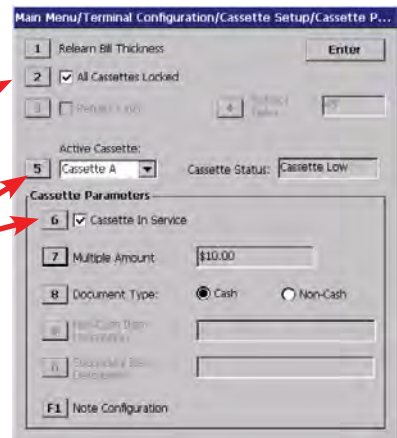 Main Menu/Terminal Configuration/Cassette Setup/Cassette P...
1 Relearn Bill Thickness Enter
2 All Cassettes Locked
3 4
Active Cassette:
5 Cassette A Cassette Status: Cassette Low
Cassette Parameters
6 Cassette In Service
7 Multiple Amount $10.00
8 Document Type: Cash Non-Cash
F1 Note Configuration